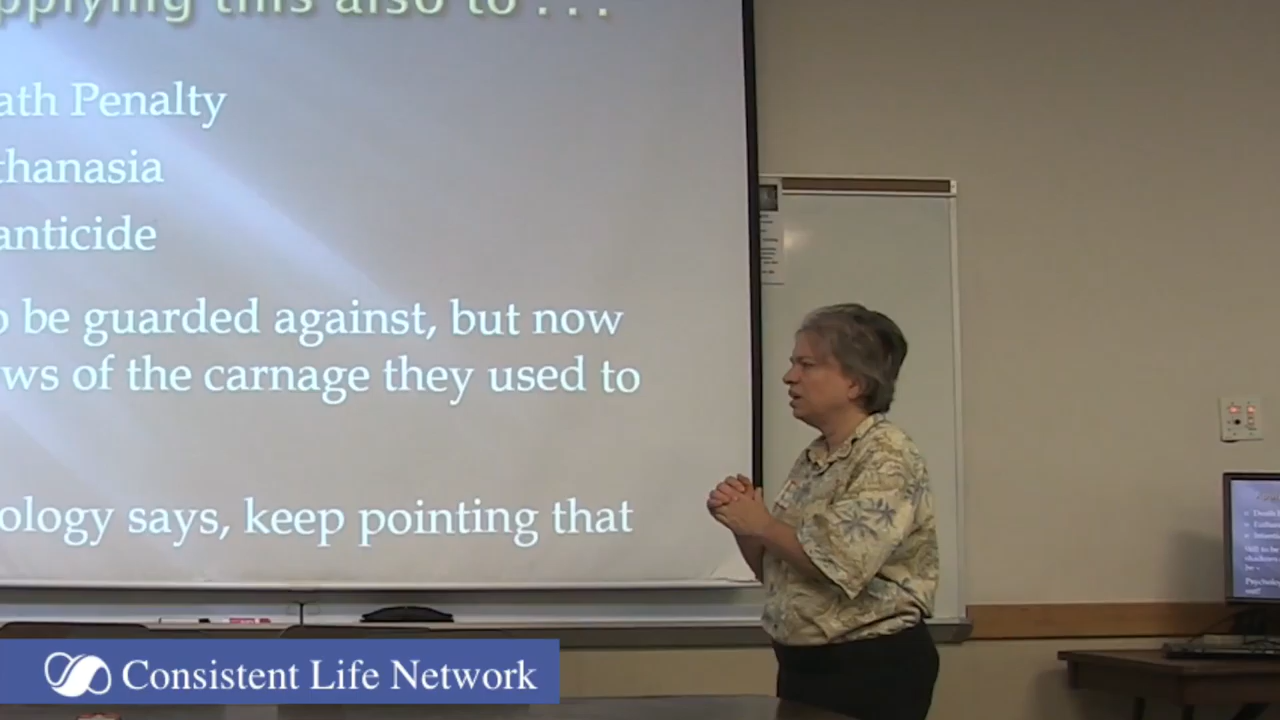 pplying this also to . . .
ath Penalty
thanasia
anticide
o be guarded against, but now
ws of the carnage they used to
ology says, keep pointing that
Consistent Life Network